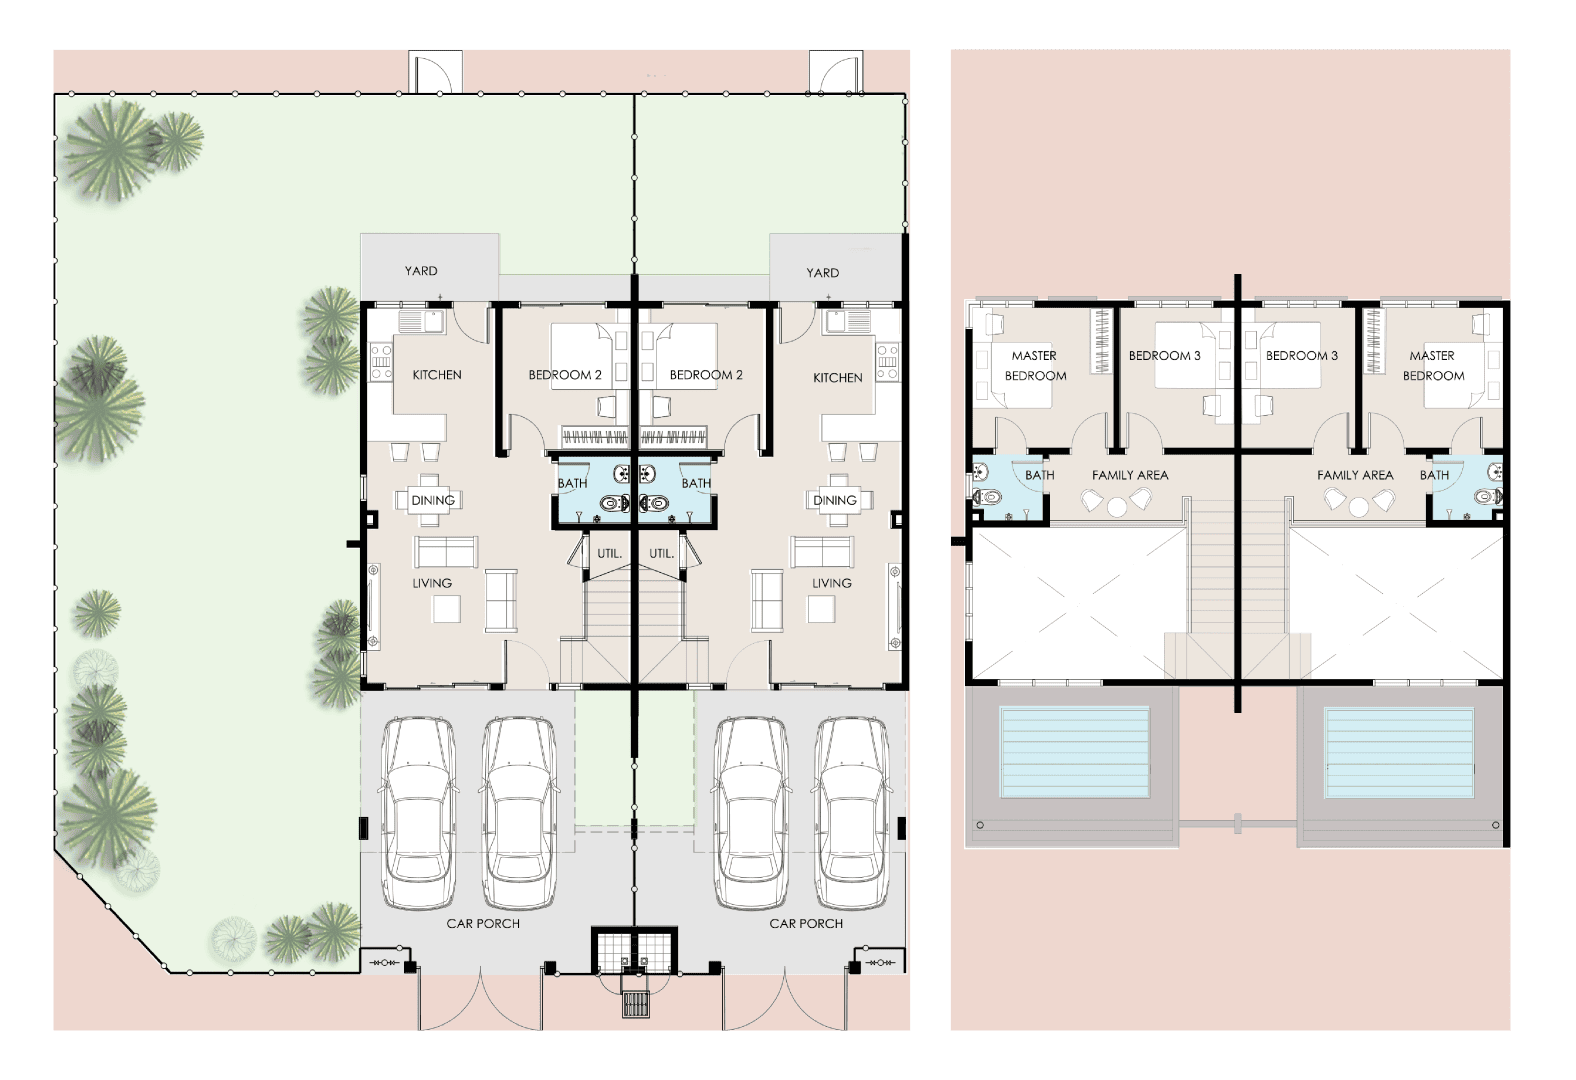 YARD
YARD
KITCHEN
BEDROOM 2
BEDROOM 2
KITCHEN
BATH
BATH
DINING
DINING
UTIL.
UTIL.
LIVING
LIVING
CAR PORCH
CAR PORCH
MASTER
BEDROOM
BEDROOM 3
BEDROOM 3
MASTER
BEDROOM
BATH
FAMILY AREA
FAMILY AREA
BATH